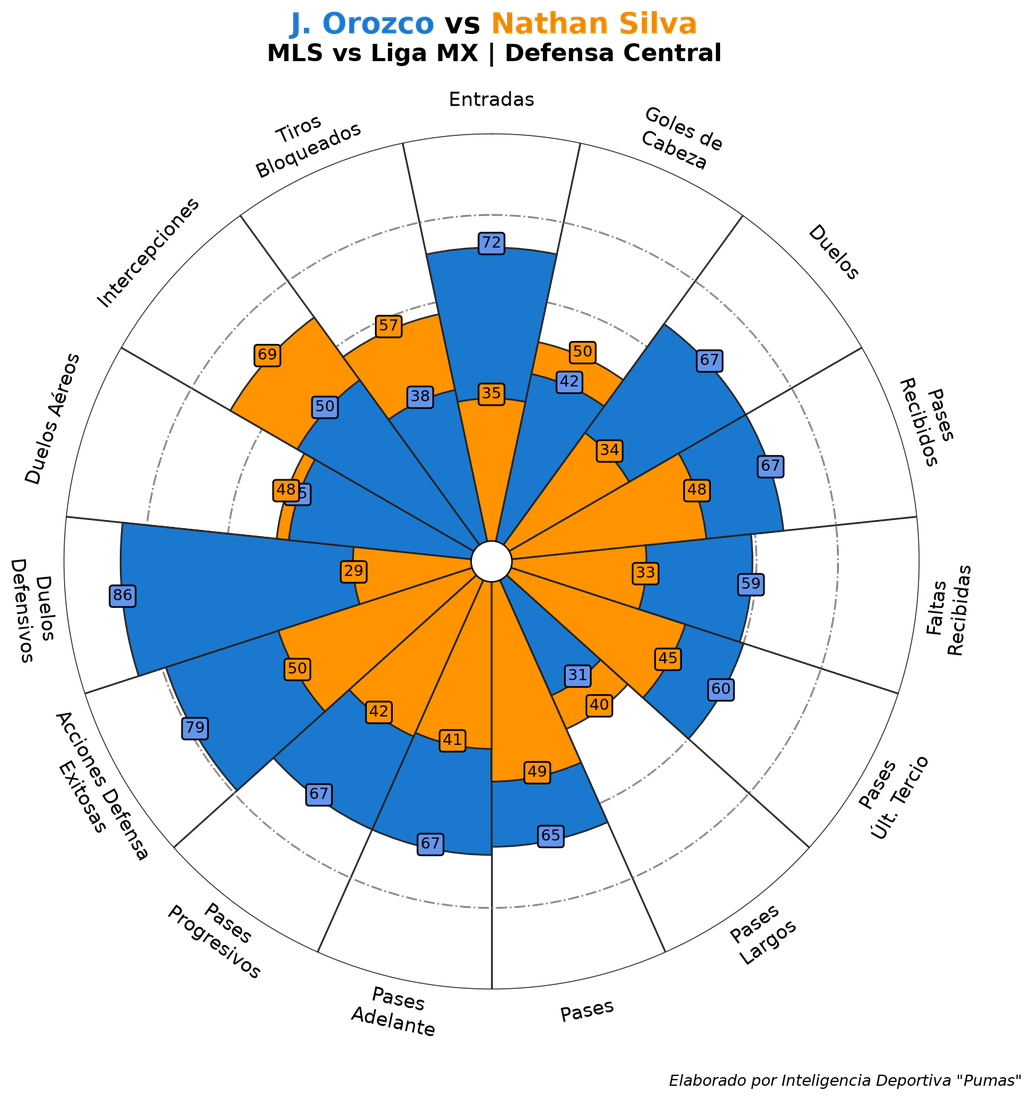 J. Orozco vs Nathan Silva
MLS vs Liga MX | Defensa Central
Entradas
Goles de
Cabeza
Duelos
Pases
Recibidos
Faltas
Recibidas
Pases
Últ. Tercio
Pases
Largos
Pases
Pases
Adelante
Pases
Progresivos
Acciones Defensa
Exitosas
Duelos
Defensivos
Duelos Aéreos
Intercepciones
Tiros
Bloqueados
72
35
50
42
67
34
67
48
59
33
60
45
31
40
49
65
41
67
42
67
50
79
29
86
48
5
69
50
57
38
Elaborado por Inteligencia Deportiva "Pumas"